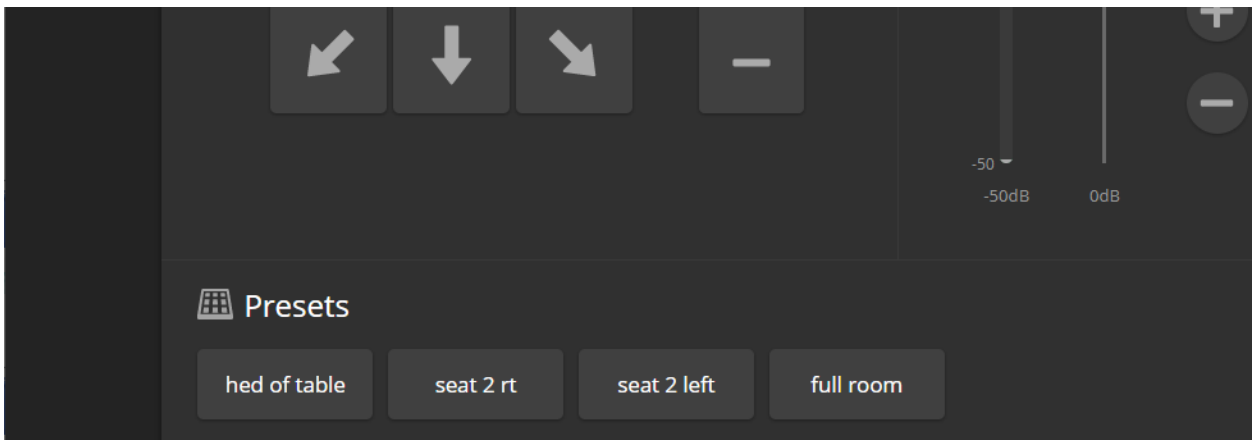 -50
-50dB 0dB
Presets
hed of table seat 2 rt seat 2 left full room